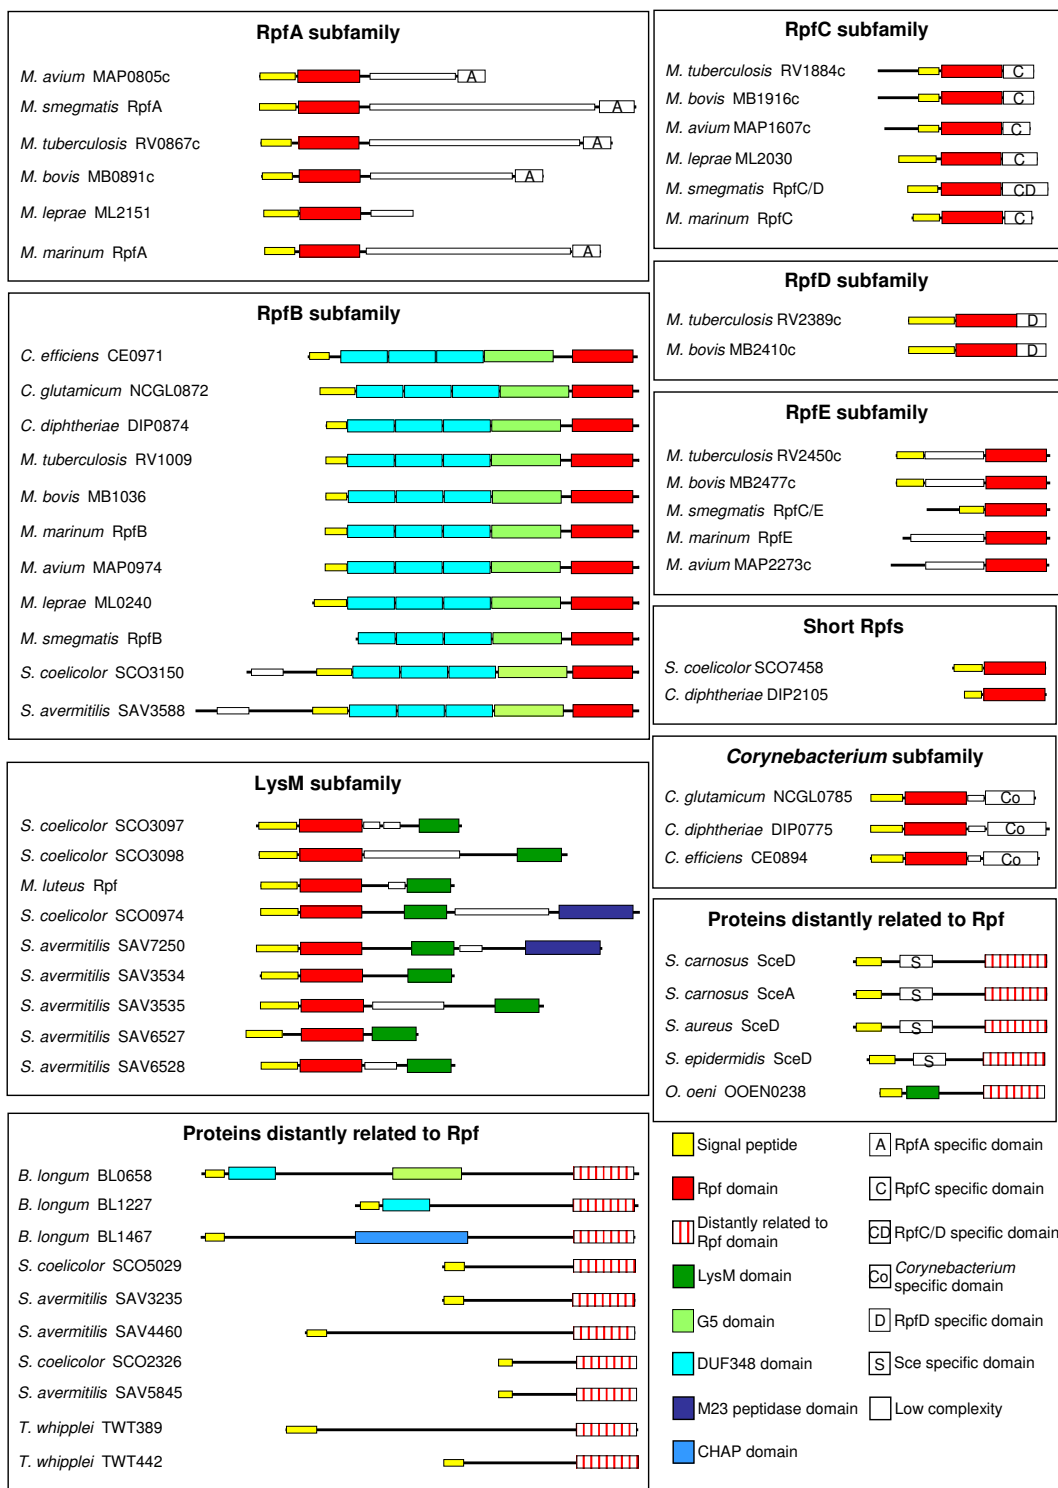 RpfA subfamily
M. avium MAP0805c
A
M. smegmatis RpfA
A
M. tuberculosis RV0867c
A
M. bovis MB0891c
A
M. leprae ML2151
M. marinum RpfA
A
RpfB subfamily
C. efficiens CE0971
C. glutamicum NCGL0872
C. diphtheriae DIP0874
M. tuberculosis RV1009
M. bovis MB1036
M. marinum RpfB
M. avium MAP0974
M. leprae ML0240
M. smegmatis RpfB
S. coelicolor SCO3150
S. avermitilis SAV3588
LysM subfamily
S. coelicolor SCO3097
S. coelicolor SCO3098
M. luteus Rpf
S. coelicolor SCO0974
S. avermitilis SAV7250
S. avermitilis SAV3534
S. avermitilis SAV3535
S. avermitilis SAV6527
S. avermitilis SAV6528
Proteins distantly related to Rpf
B. longum BL0658
B. longum BL1227
B. longum BL1467
S. coelicolor SCO5029
S. avermitilis SAV3235
S. avermitilis SAV4460
S. coelicolor SCO2326
S. avermitilis SAV5845
T. whipplei TWT389
T. whipplei TWT442
RpfC subfamily
M. tuberculosis RV1884c
C
M. bovis MB1916c
C
M. avium MAP1607c
C
M. leprae ML2030
C
M. smegmatis RpfC/D
CD
M. marinum RpfC
C
RpfD subfamily
M. tuberculosis RV2389c
D
M. bovis MB2410c
D
RpfE subfamily
M. tuberculosis RV2450c
M. bovis MB2477c
M. smegmatis RpfC/E
M. marinum RpfE
M. avium MAP2273c
Short Rpfs
S. coelicolor SCO7458
C. diphtheriae DIP2105
Corynebacterium subfamily
C. glutamicum NCGL0785
Co
C. diphtheriae DIP0775
Co
C. efficiens CE0894
Co
Proteins distantly related to Rpf
S. carnosus SceD
S
S. carnosus SceA
S
S. aureus SceD
S
S. epidermidis SceD
S
O. oeni OOEN0238
Signal peptide
Rpf domain
Distantly related to
Rpf domain
LysM domain
G5 domain
DUF348 domain
M23 peptidase domain
CHAP domain
A RpfA specific domain
C RpfC specific domain
CD RpfC/D specific domain
Co Corynebacterium
specific domain
D RpfD specific domain
S Sce specific domain
Low complexity